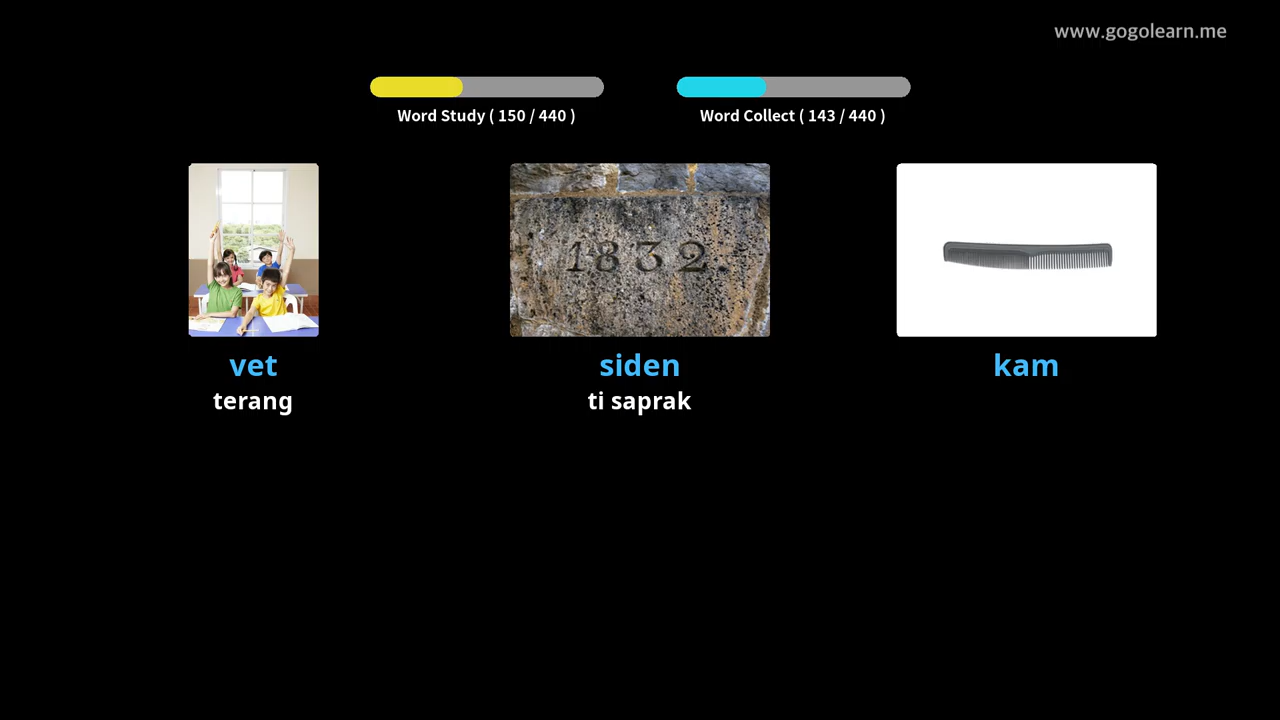 www.gogolearn.me
Word Study ( 150 / 440 )
Word Collect ( 143 / 440 )
1832.
vet
siden
kam
terang
ti saprak